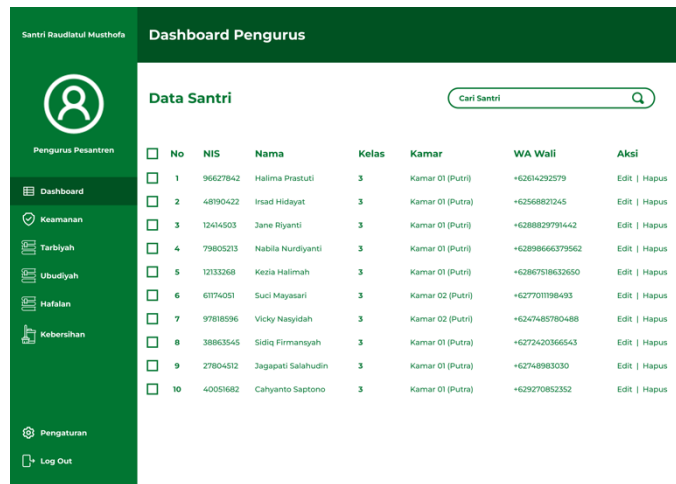 Santri Raudlatul Musthofa
Dashboard Pengurus
Pengurus Pesantren
Dashboard
Keamanan
Tarbiyah
Ubudiyah
Hafalan
Kebersihan
Pengaturan
Log Out
Data Santri
Cari Santri
No NIS Nama Kelas Kamar WA Wali Aksi
1 96627842 Halima Prastuti 3 Kamar 01 (Putri) +62614292579 Edit | Hapus
2 48190422 Irsad Hidayat 3 Kamar 01 (Putra) +62568821245 Edit | Hapus
3 12414503 Jane Riyanti 3 Kamar 01 (Putri) +6288829791442 Edit | Hapus
4 79805213 Nabila Nurdiyanti 3 Kamar 01 (Putri) +62898666379562 Edit | Hapus
5 12133268 Kezia Halimah 3 Kamar 01 (Putri) +62867518632650 Edit | Hapus
6 61174051 Suci Mayasari 3 Kamar 02 (Putri) +6277011198493 Edit | Hapus
7 97818596 Vicky Nasyidah 3 Kamar 02 (Putri) +6247485780488 Edit | Hapus
8 38863545 Sidiq Firmansyah 3 Kamar 01 (Putra) +6272420366543 Edit | Hapus
9 27804512 Jagapati Salahudin 3 Kamar 01 (Putra) +62748983030 Edit | Hapus
10 40051682 Cahyanto Saptono 3 Kamar 01 (Putra) +629270852352 Edit | Hapus